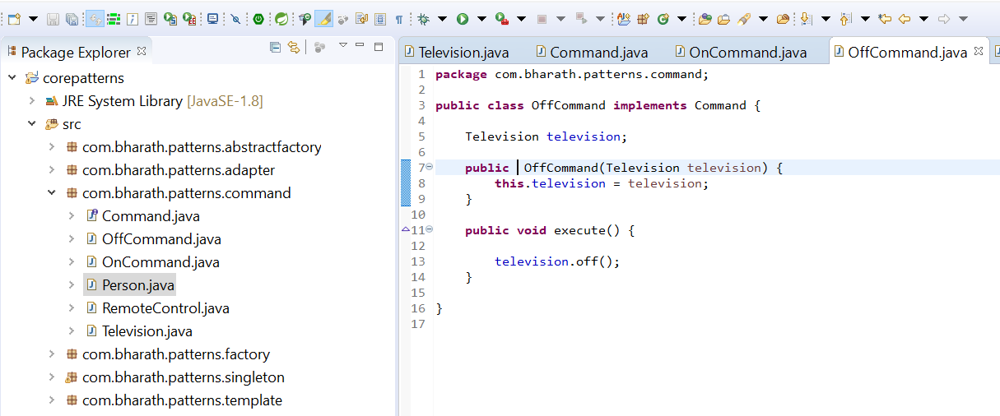 Package Explorer
corepatterns
JRE System Library [JavaSE-1.8]
src
com.bharath.patterns.abstractfactory
com.bharath.patterns.adapter
com.bharath.patterns.command
Command.java
OffCommand.java
OnCommand.java
Person.java
RemoteControl.java
Television.java
com.bharath.patterns.factory
com.bharath.patterns.singleton
com.bharath.patterns.template
Television.java Command.java OnCommand.java OffCommand.java
1 package com.bharath.patterns.command;
2
3 public class OffCommand implements Command {
4
5     Television television;
6
7     public  OffCommand(Television television) {
8         this.television = television;
9     }
10
11     public void execute() {
12
13         television.off();
14     }
15
16 }
17